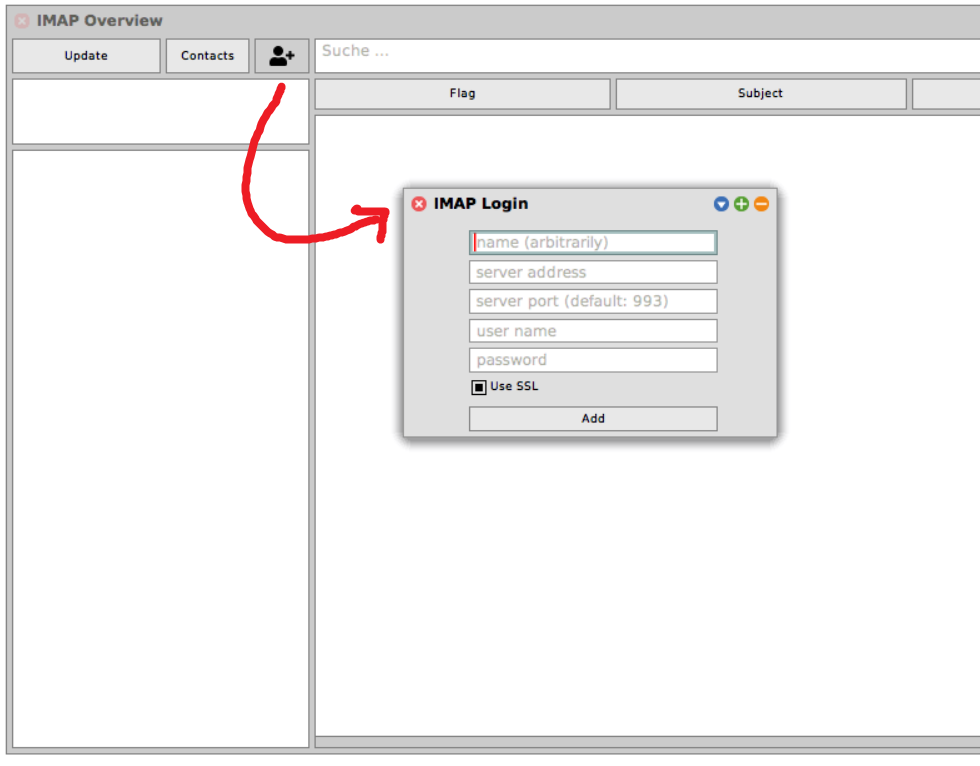 IMAP Overview
Update Contacts Suche ...
Flag Subject
IMAP Login
name (arbitrarily)
server address
server port (default: 993)
user name
password
Use SSL
Add